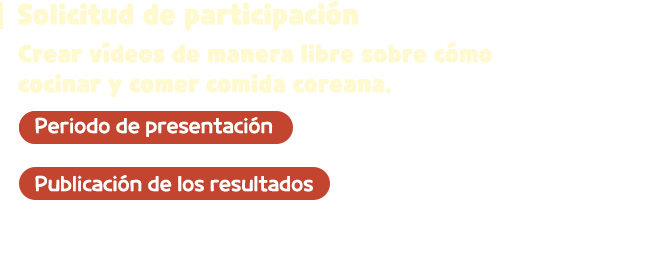 Solicitud de participación
Crear vídeos de manera libre sobre cómo
cocinar y comer comida coreana.
Periodo de presentación
Publicación de los resultados